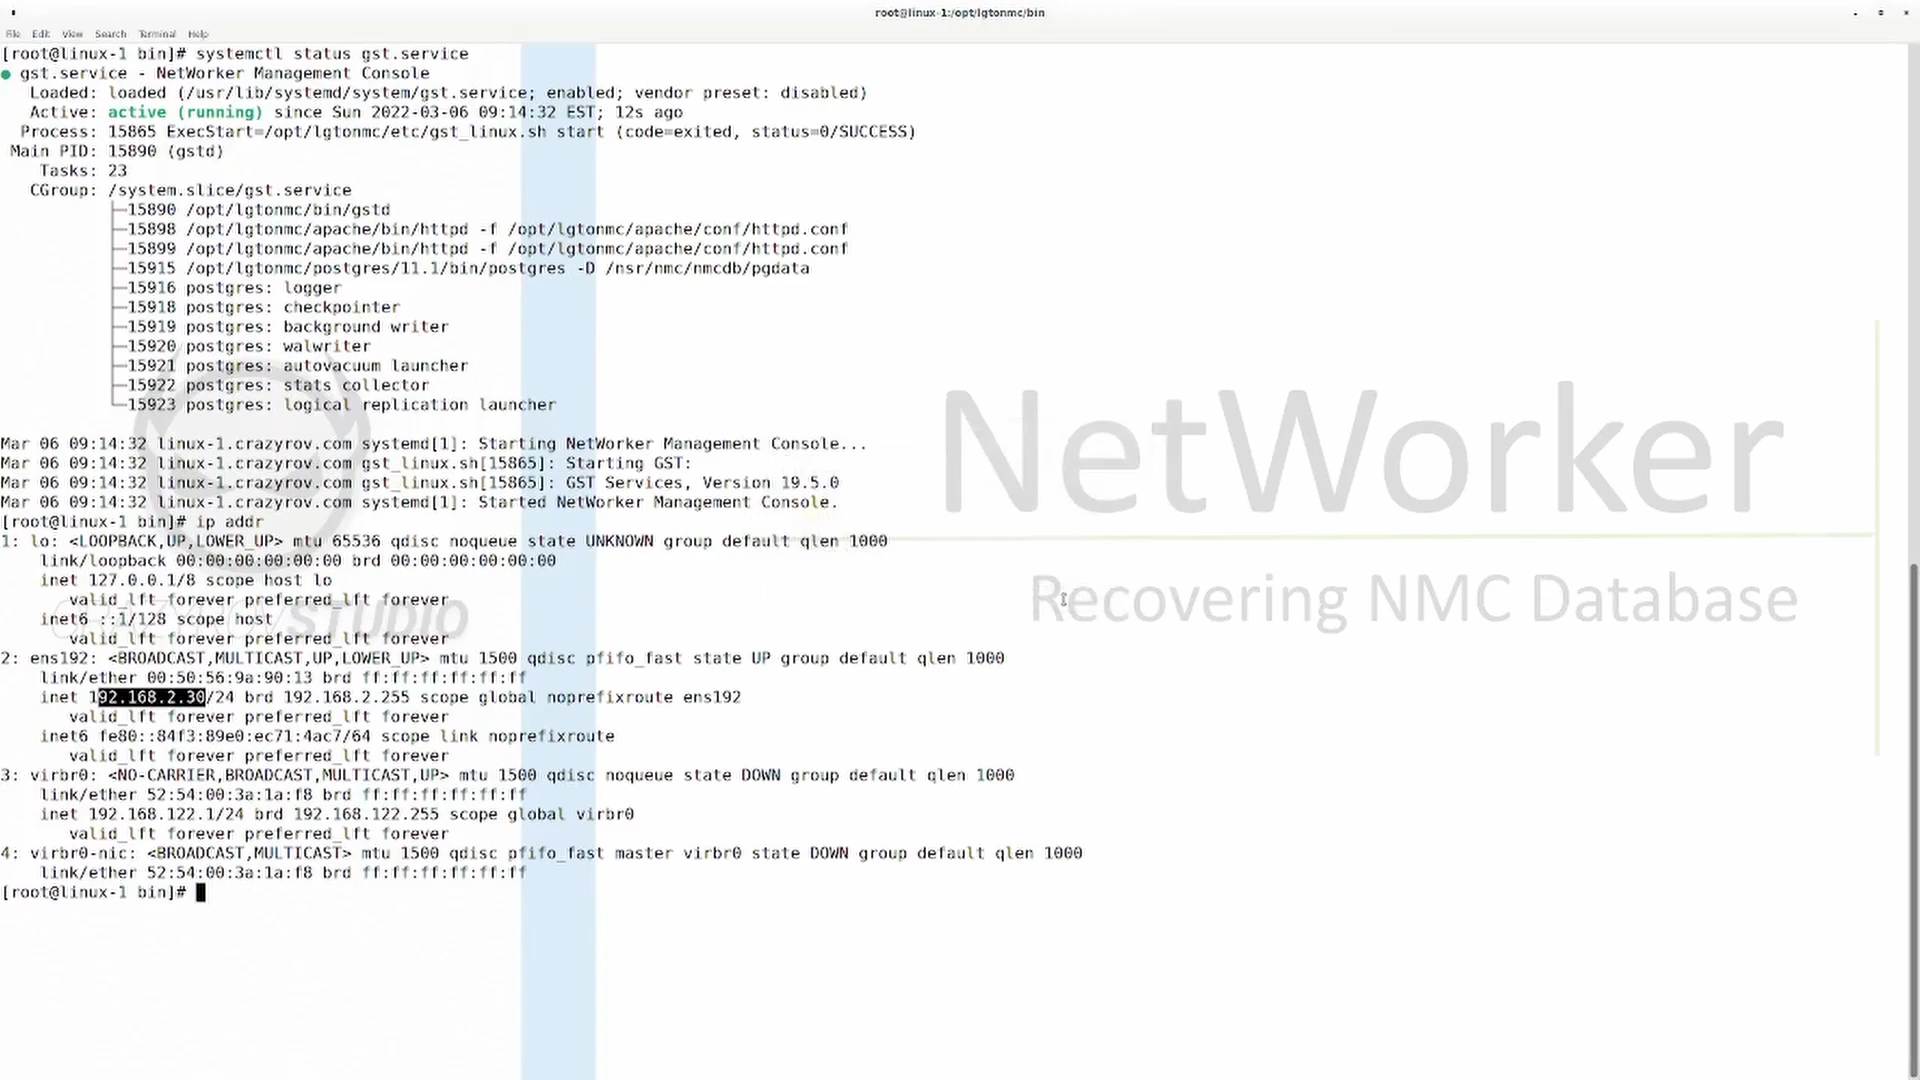 root@linux-1:/opt/lgtonmc/bin
File Edit View Search Terminal Help
[root@linux-1 bin]# systemctl status gst.service
● gst.service - NetWorker Management Console
Loaded: loaded (/usr/lib/systemd/system/gst.service; enabled; vendor preset: disabled)
Active: active (running) since Sun 2022-03-06 09:14:32 EST; 12s ago
Process: 15865 ExecStart=/opt/lgtonmc/etc/gst_linux.sh start (code=exited, status=0/SUCCESS)
Main PID: 15890 (gstd)
Tasks: 23
CGroup: /system.slice/gst.service
├─15890 /opt/lgtonmc/bin/gstd
├─15898 /opt/lgtonmc/apache/bin/httpd -f /opt/lgtonmc/apache/conf/httpd.conf
├─15899 /opt/lgtonmc/apache/bin/httpd -f /opt/lgtonmc/apache/conf/httpd.conf
├─15915 /opt/lgtonmc/postgres/11.1/bin/postgres -D /nsr/nmc/nmcdb/pgdata
├─15916 postgres: logger
├─15918 postgres: checkpointer
├─15919 postgres: background writer
├─15920 postgres: walwriter
├─15921 postgres: autovacuum launcher
├─15922 postgres: stats collector
└─15923 postgres: logical replication launcher
Mar 06 09:14:32 linux-1.crazyrov.com systemd[1]: Starting NetWorker Management Console...
Mar 06 09:14:32 linux-1.crazyrov.com gst_linux.sh[15865]: Starting GST:
Mar 06 09:14:32 linux-1.crazyrov.com gst_linux.sh[15865]: GST Services, Version 19.5.0
Mar 06 09:14:32 linux-1.crazyrov.com systemd[1]: Started NetWorker Management Console.
[root@linux-1 bin]# ip addr
1: lo: <LOOPBACK,UP,LOWER_UP> mtu 65536 qdisc noqueue state UNKNOWN group default qlen 1000
link/loopback 00:00:00:00:00:00 brd 00:00:00:00:00:00
inet 127.0.0.1/8 scope host lo
valid_lft forever preferred_lft forever
inet6 ::1/128 scope host
valid_lft forever preferred_lft forever
2: ens192: <BROADCAST,MULTICAST,UP,LOWER_UP> mtu 1500 qdisc pfifo_fast state UP group default qlen 1000
link/ether 00:50:56:9a:90:13 brd ff:ff:ff:ff:ff:ff
inet 192.168.2.30/24 brd 192.168.2.255 scope global noprefixroute ens192
valid_lft forever preferred_lft forever
inet6 fe80::84f3:89e0:ec71:4ac7/64 scope link noprefixroute
valid_lft forever preferred_lft forever
3: virbr0: <NO-CARRIER,BROADCAST,MULTICAST,UP> mtu 1500 qdisc noqueue state DOWN group default qlen 1000
link/ether 52:54:00:3a:1a:f8 brd ff:ff:ff:ff:ff:ff
inet 192.168.122.1/24 brd 192.168.122.255 scope global virbr0
valid_lft forever preferred_lft forever
4: virbr0-nic: <BROADCAST,MULTICAST> mtu 1500 qdisc pfifo_fast master virbr0 state DOWN group default qlen 1000
link/ether 52:54:00:3a:1a:f8 brd ff:ff:ff:ff:ff:ff
[root@linux-1 bin]#
NetWorker
Recovering NMC Database
CRAZYROVSTUDIO